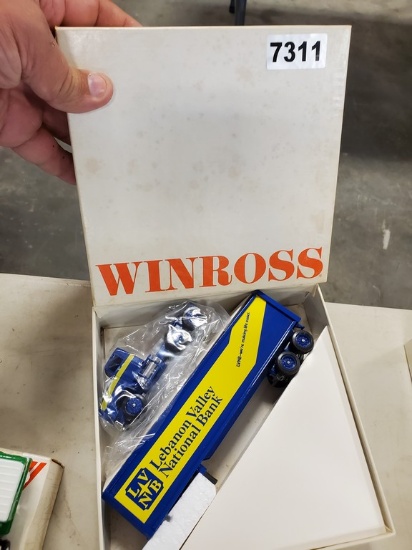 7311
WINROSS
LV
NB
Lebanon Valley
National Bank